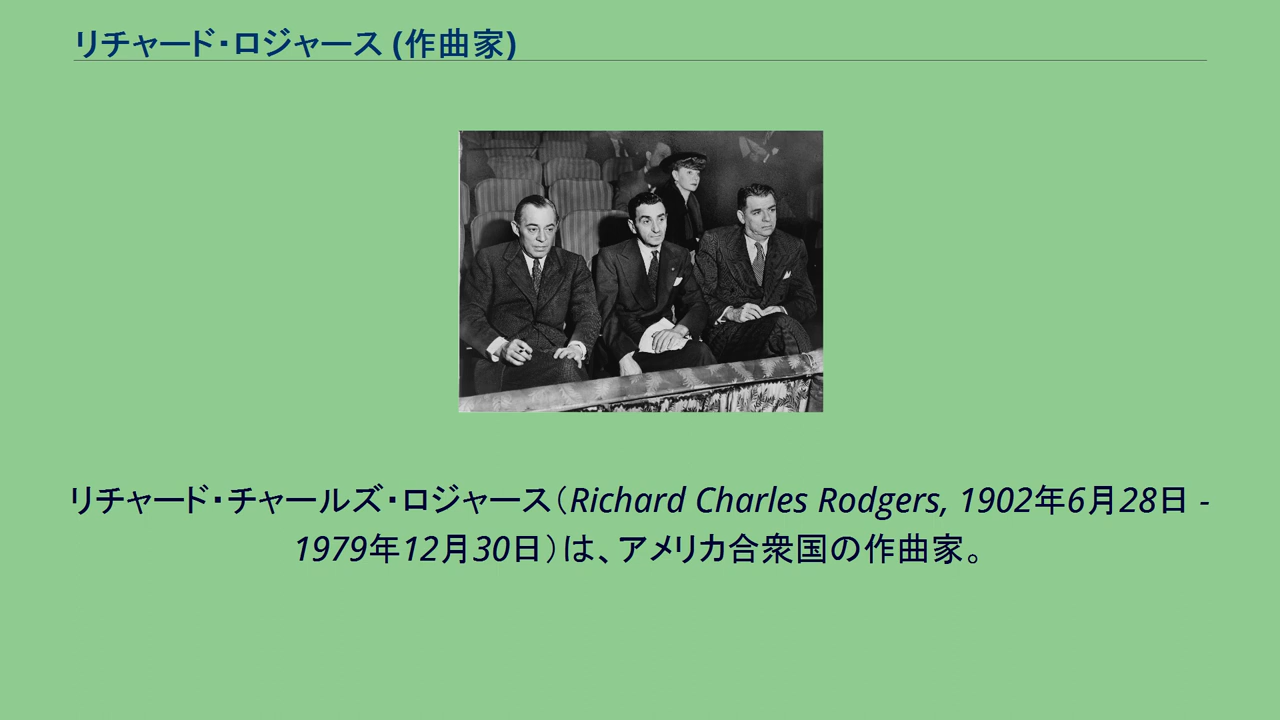 リチャード・ロジャース (作曲家)
リチャード・チャールズ・ロジャース（Richard Charles Rodgers, 1902年6月28日 -
1979年12月30日）は、アメリカ合衆国の作曲家。